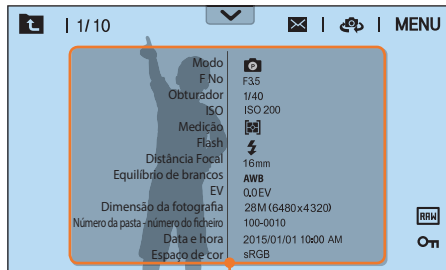 1/10 MENU
Modo P
F No F3.5
Obturador 1/40
ISO ISO 200
Medição
Flash
Distância Focal 16mm
Equilíbrio de brancos AWB
EV 0.0EV
Dimensão da fotografia 28M (6480x4320)
Número da pasta - número do ficheiro 100-0010
Data e hora 2015/01/01 10:00 AM
Espaço de cor sRGB
RAW